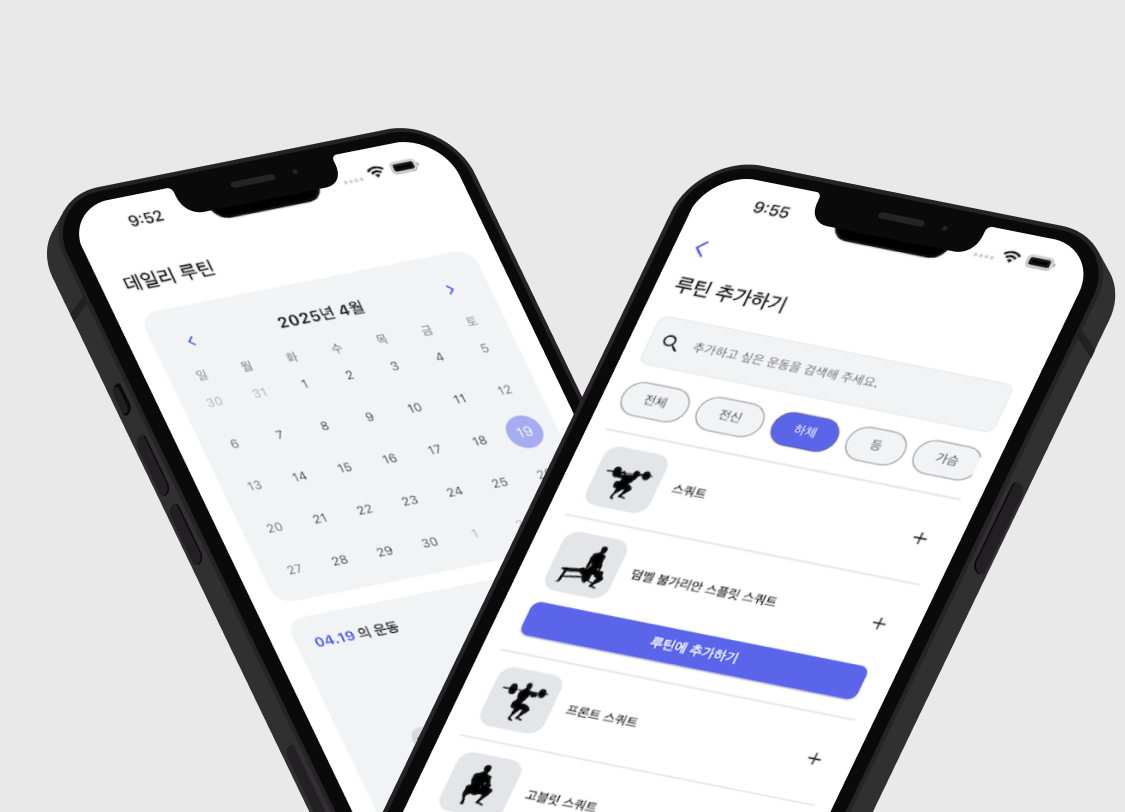 9:52
데일리 루틴
2025년 4월
일 월 화 수 목 금 토
30 31 1 2 3 4 5
6 7 8 9 10 11 12
13 14 15 16 17 18 19
20 21 22 23 24 25
27 28 29 30 1
04.19 의 운동
9:55
루틴 추가하기
추가하고 싶은 운동을 검색해 주세요.
전체 전신 하체 등 가슴
스쿼트
덤벨 불가리안 스플릿 스쿼트
루틴에 추가하기
프론트 스쿼트
고블릿 스쿼트